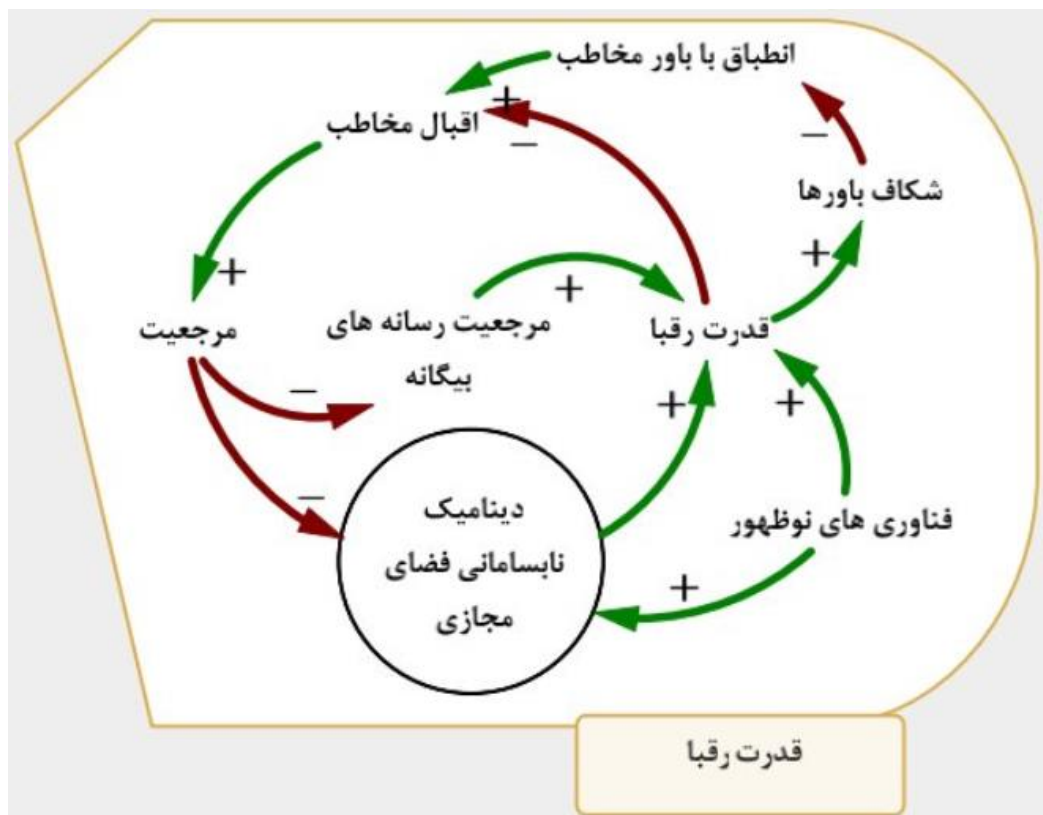 انطباق با باور مخاطب
+
اقبال مخاطب
–
–
شکاف باورها
+
+
+
مرجعیت رسانه های
بیگانه
مرجعیت
قدرت رقبا
–
+
+
–
دینامیک
نابسامانی فضای
مجازی
فناوری های نوظهور
+
قدرت رقبا